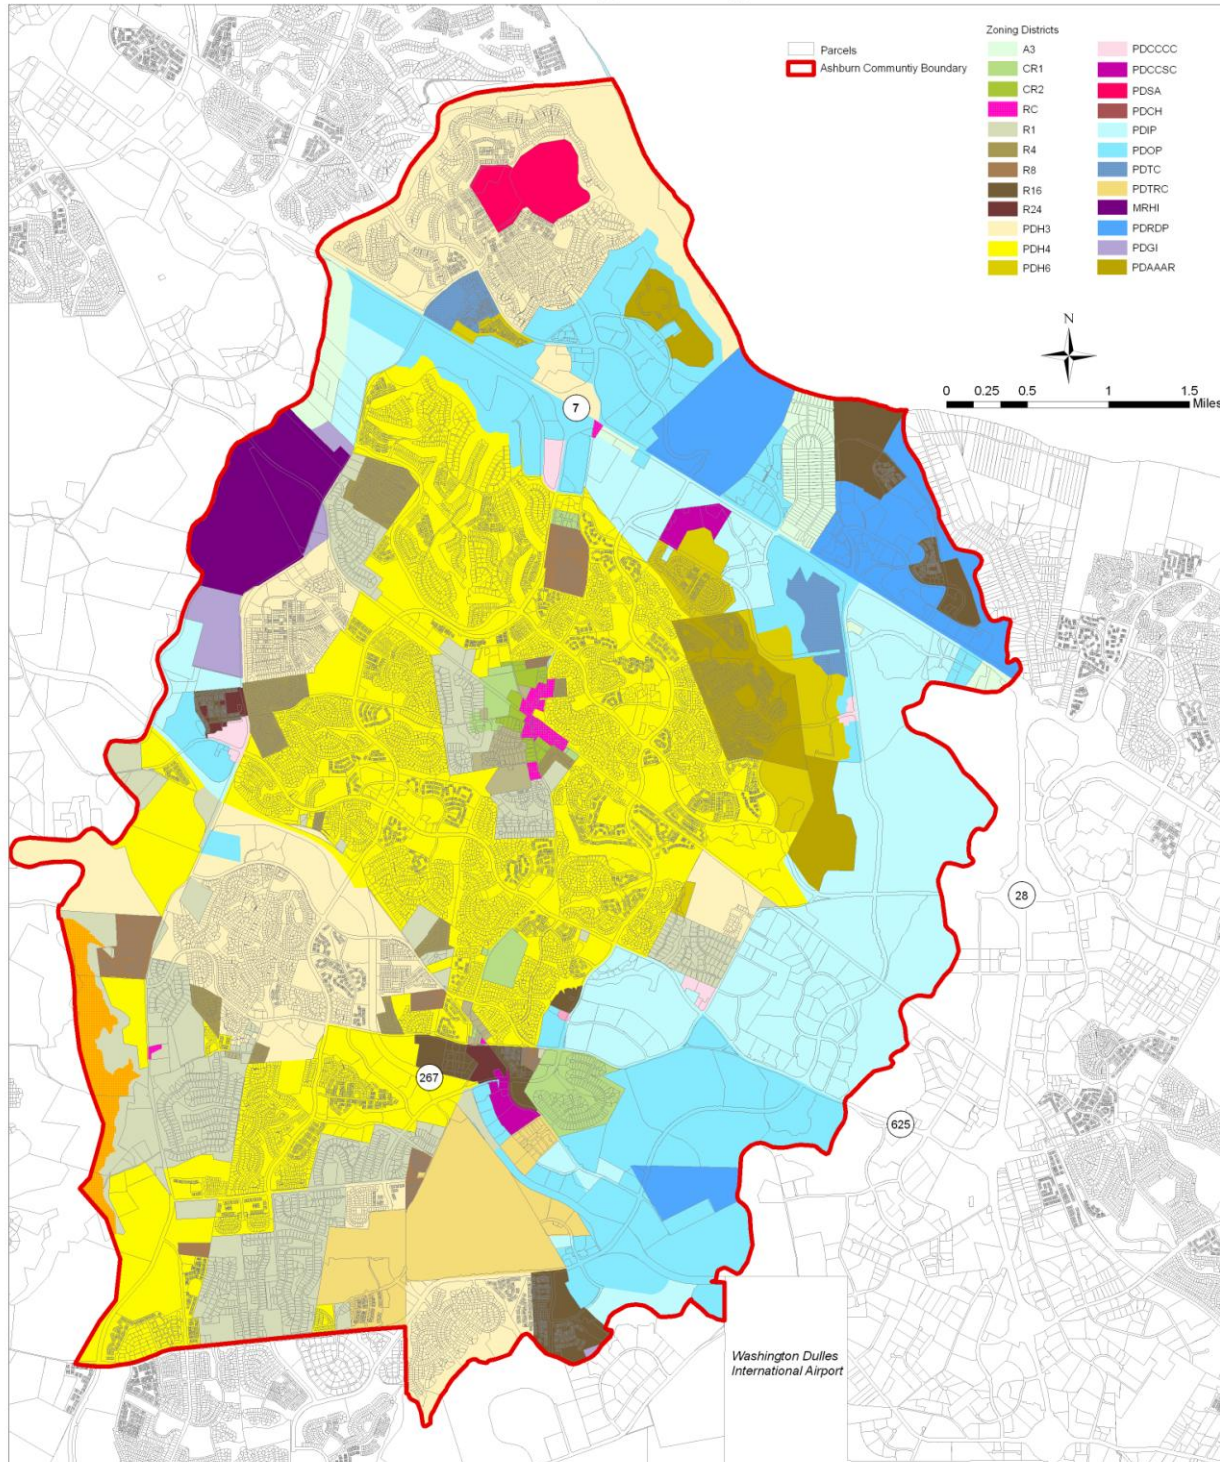 Zoning Districts
Parcels
Ashburn Communtiy Boundary
A3
CR1
CR2
RC
R1
R4
R8
R16
R24
PDH3
PDH4
PDH6
PDCCCC
PDCCSC
PDSA
PDCH
PDIP
PDOP
PDTC
PDTRC
MRHI
PDRDP
PDGI
PDAAAR
N
0 0.25 0.5 1 1.5
Miles
7
28
267
625
Washington Dulles
International Airport